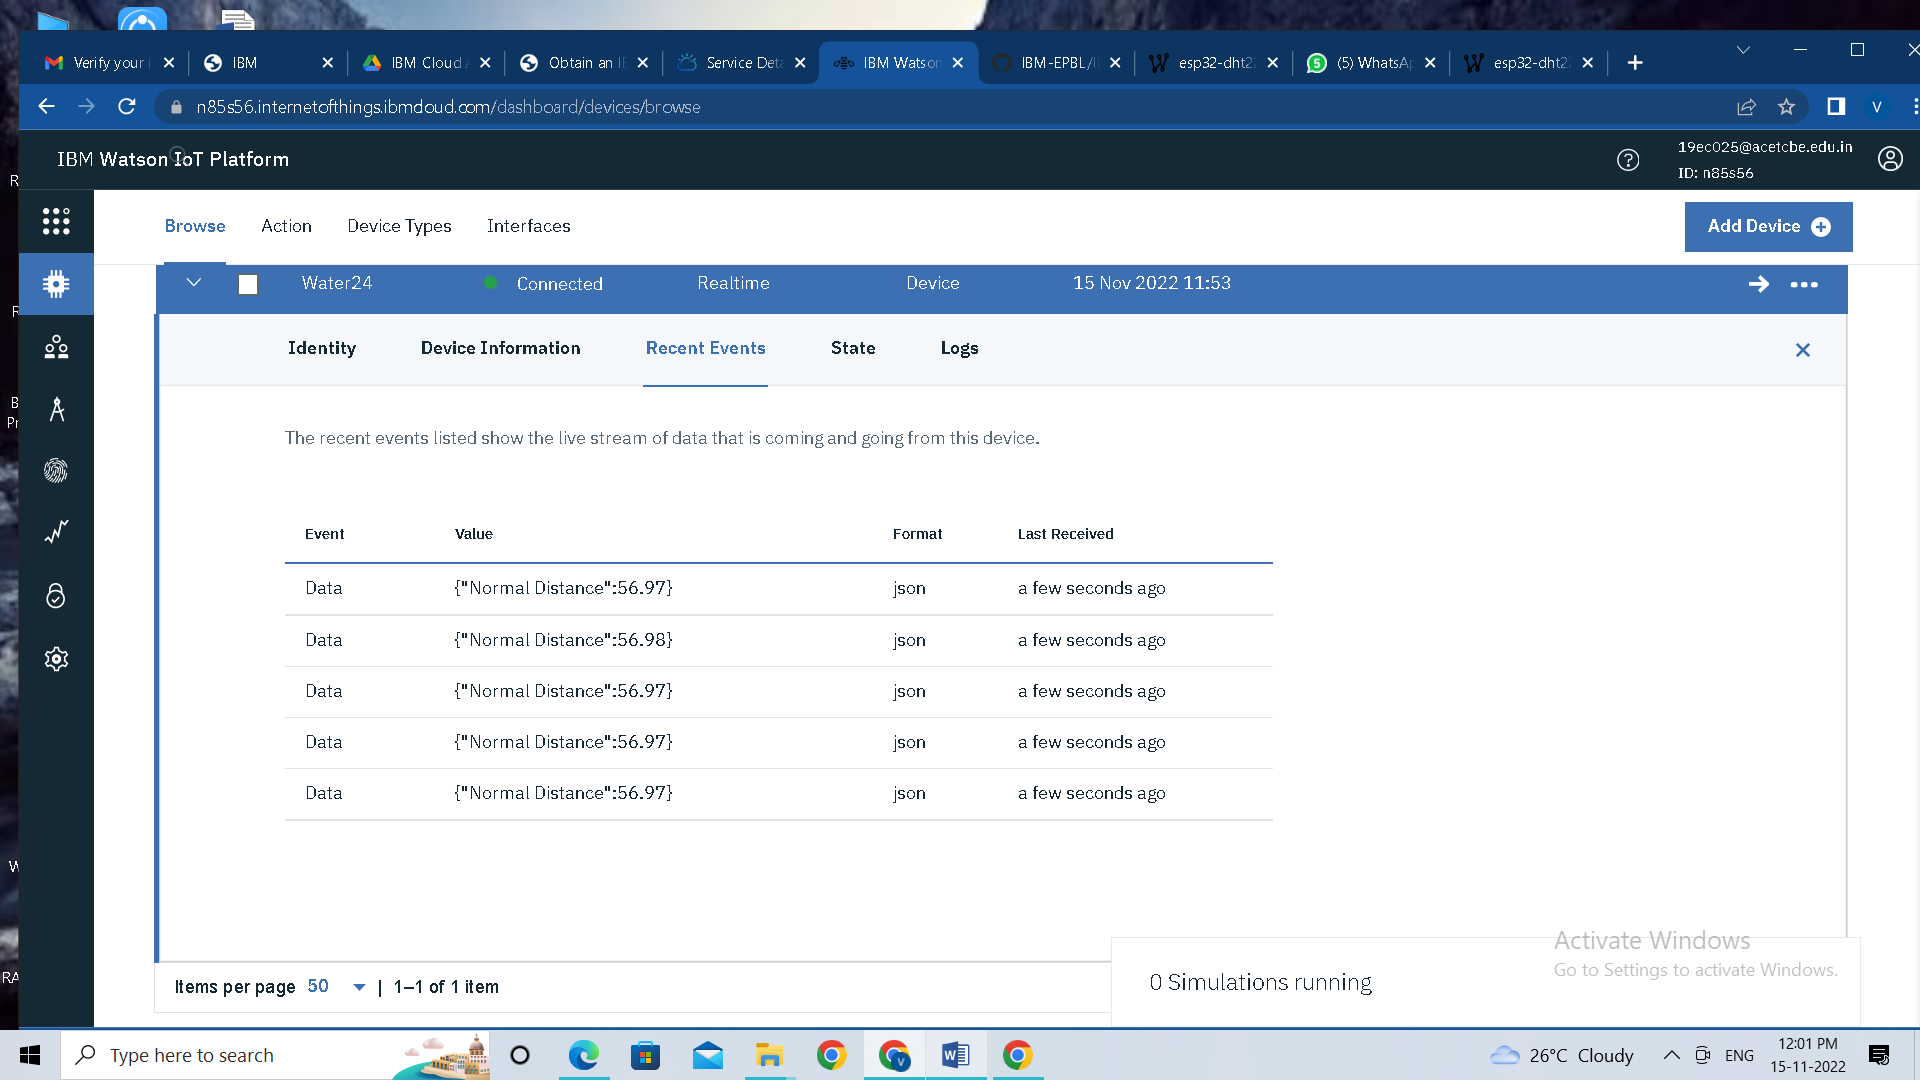 Verify your i
IBM
IBM Cloud A
Obtain an IE
Service Deta
IBM Watson
IBM-EPBL/I
esp32-dht22
(5) WhatsAp
esp32-dht22
n85s56.internetofthings.ibmcloud.com/dashboard/devices/browse
V
IBM Watson IoT Platform
19ec025@acetcbe.edu.in
ID: n85s56
Browse
Action
Device Types
Interfaces
Add Device
Water24
Connected
Realtime
Device
15 Nov 2022 11:53
Identity
Device Information
Recent Events
State
Logs
The recent events listed show the live stream of data that is coming and going from this device.
Event Value Format Last Received
Data {"Normal Distance":56.97} json a few seconds ago
Data {"Normal Distance":56.98} json a few seconds ago
Data {"Normal Distance":56.97} json a few seconds ago
Data {"Normal Distance":56.97} json a few seconds ago
Data {"Normal Distance":56.97} json a few seconds ago
Items per page 50 | 1–1 of 1 item
0 Simulations running
Activate Windows
Go to Settings to activate Windows.
Type here to search
26°C Cloudy
ENG
12:01 PM
15-11-2022